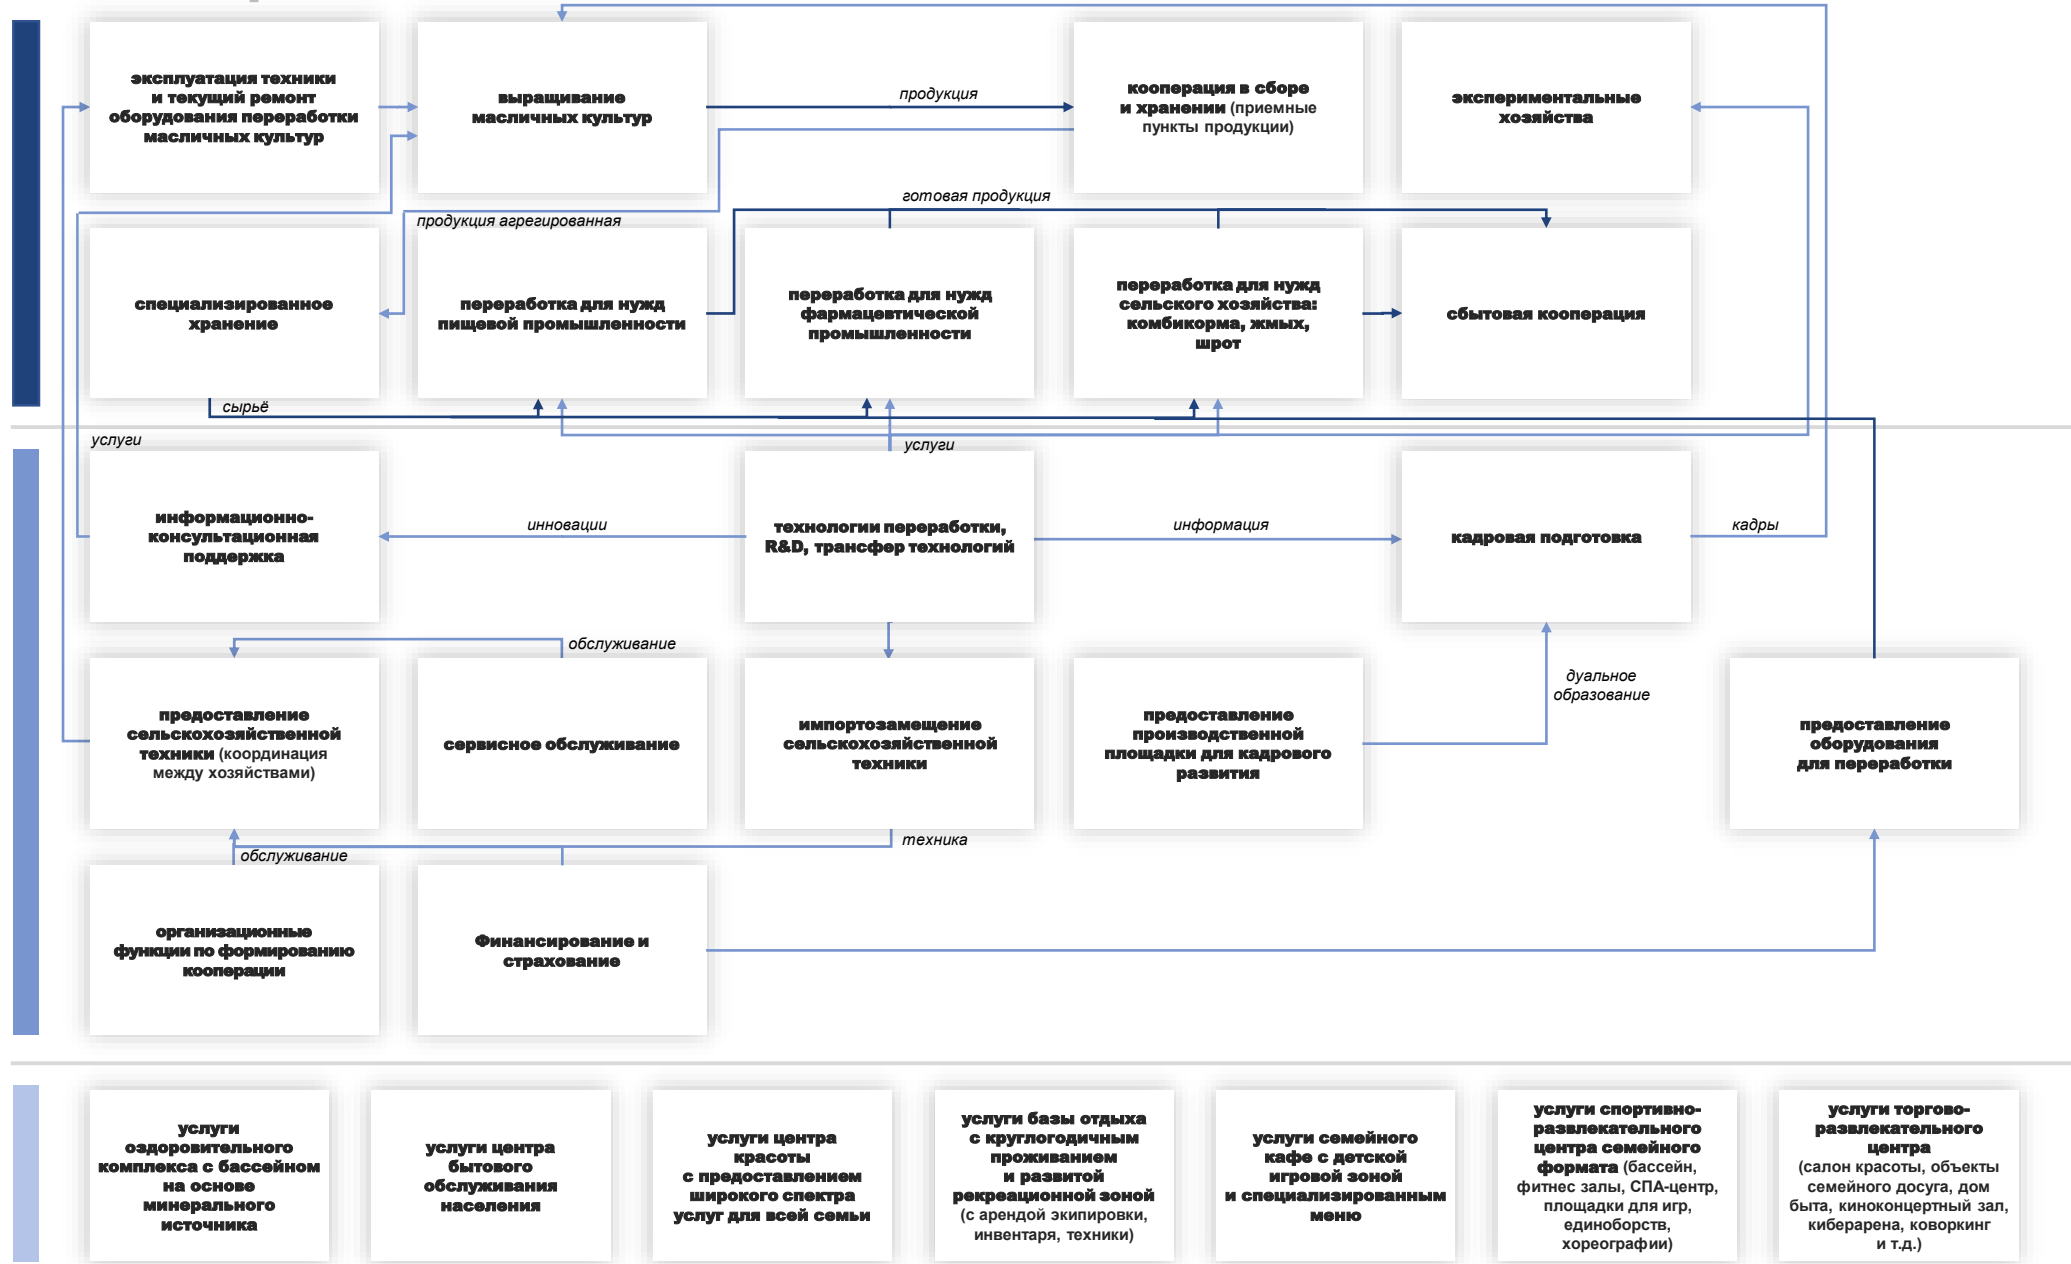 эксплуатация техники
и текущий ремонт
оборудования переработки
масличных культур
выращивание
масличных культур
продукция
кооперация в сборе
и хранении (приемные
пункты продукции)
экспериментальные
хозяйства
готовая продукция
продукция агрегированная
специализированное
хранение
переработка для нужд
пищевой промышленности
переработка для нужд
фармацевтической
промышленности
переработка для нужд
сельского хозяйства:
комбикорма, жмых,
шрот
сбытовая кооперация
сырьё
услуги
услуги
информационно-
консультационная
поддержка
инновации
технологии переработки,
R&D, трансфер технологий
информация
кадровая подготовка
кадры
обслуживание
предоставление
сельскохозяйственной
техники (координация
между хозяйствами)
сервисное обслуживание
импортозамещение
сельскохозяйственной
техники
предоставление
производственной
площадки для кадрового
развития
дуальное
образование
предоставление
оборудования
для переработки
обслуживание
техника
организационные
функции по формированию
кооперации
Финансирование и
страхование
услуги
оздоровительного
комплекса с бассейном
на основе
минерального
источника
услуги центра
бытового
обслуживания
населения
услуги центра
красоты
с предоставлением
широкого спектра
услуг для всей семьи
услуги базы отдыха
с круглогодичным
проживанием
и развитой
рекреационной зоной
(с арендой экипировки,
инвентаря, техники)
услуги семейного
кафе с детской
игровой зоной
и специализированным
меню
услуги спортивно-
развлекательного
центра семейного
формата (бассейн,
фитнес залы, СПА-центр,
площадки для игр,
единоборств,
хореографии)
услуги торгово-
развлекательного
центра
(салон красоты, объекты
семейного досуга, дом
быта, киноконцертный зал,
киберарена, коворкинг
и т.д.)